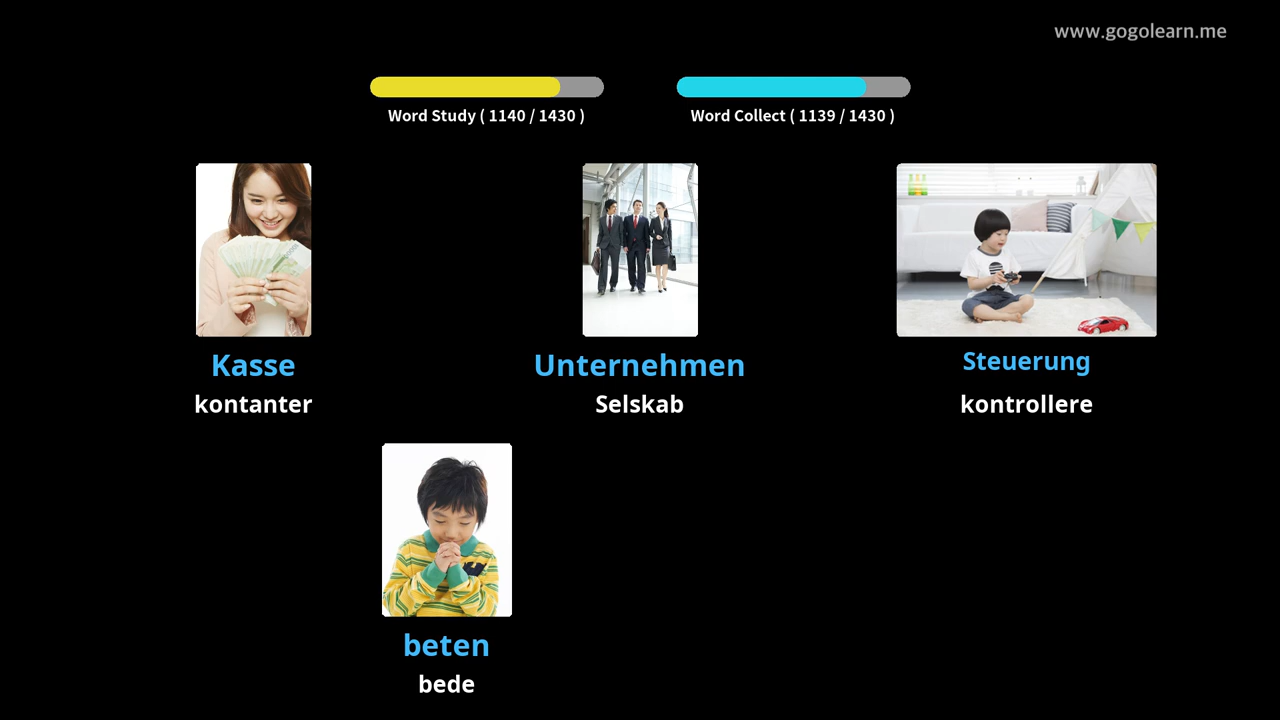 www.gogolearn.me
Word Study ( 1140 / 1430 )
Word Collect ( 1139 / 1430 )
Kasse
kontanter
Unternehmen
Selskab
Steuerung
kontrollere
beten
bede